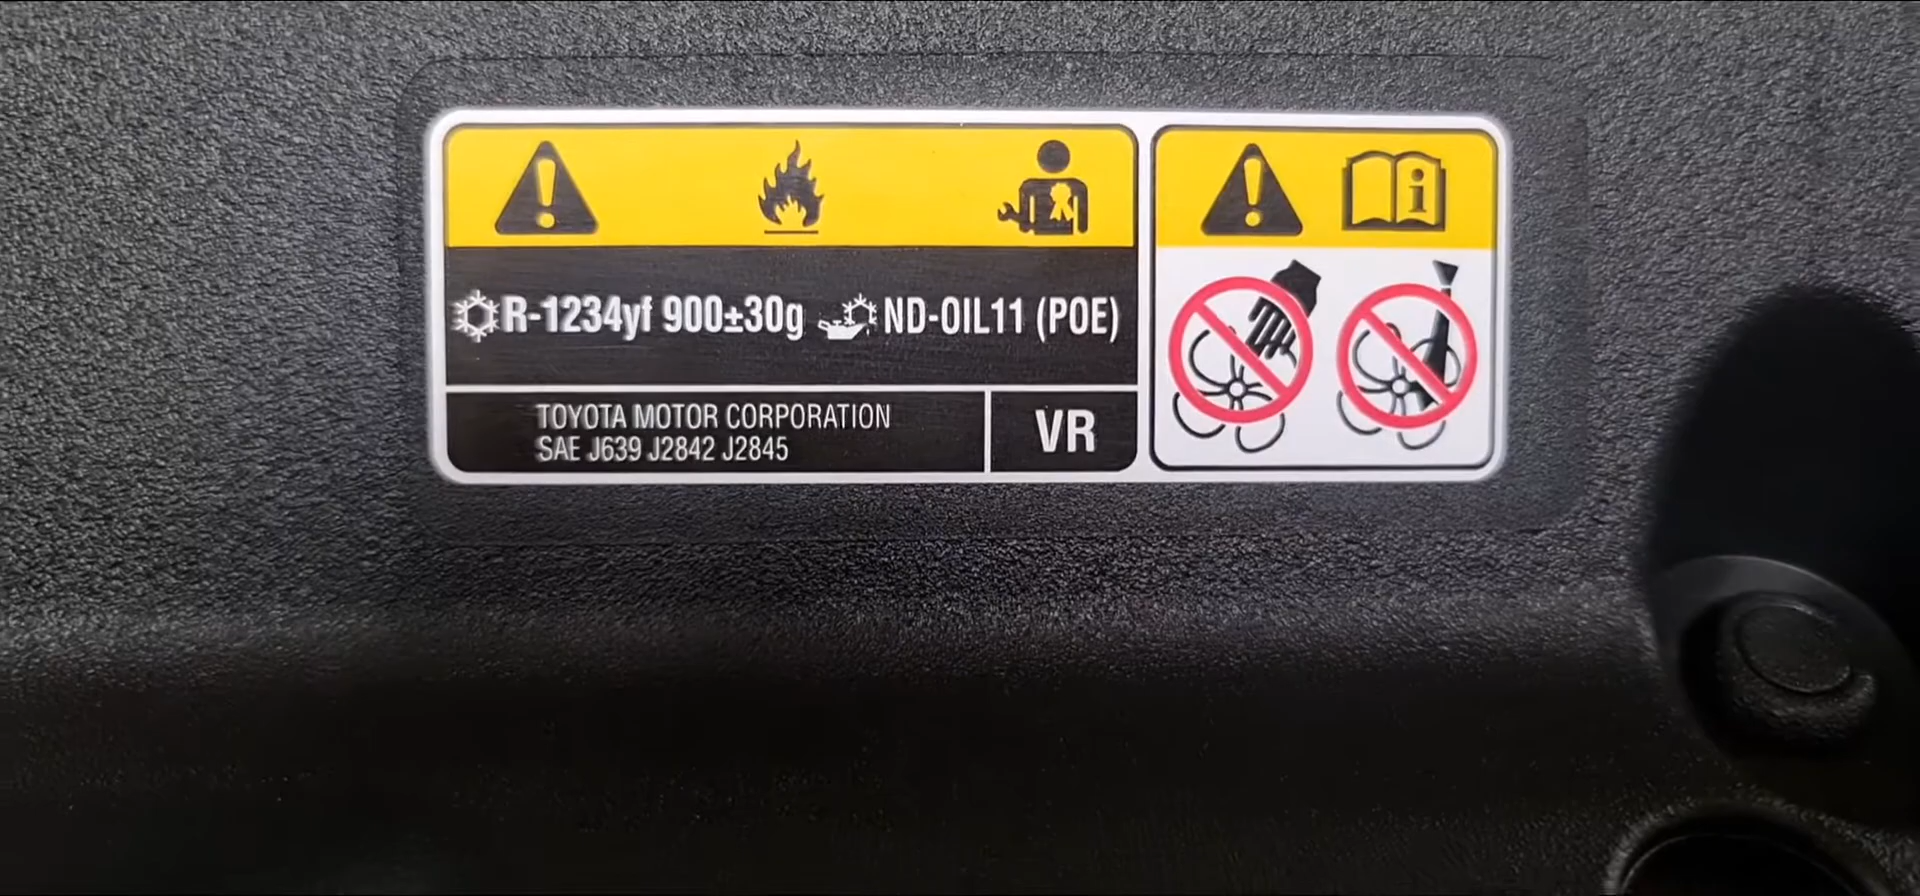 R-1234yf 900±30g ND-OIL11 (POE)
TOYOTA MOTOR CORPORATION
SAE J639 J2842 J2845
VR